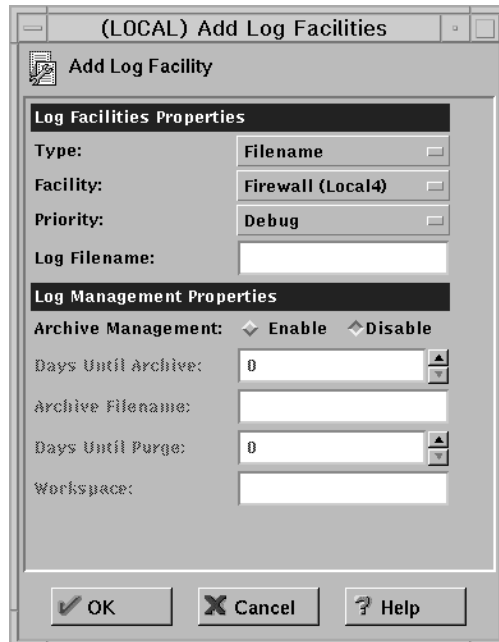 (LOCAL) Add Log Facilities
Add Log Facility
Log Facilities Properties
Type: Filename
Facility: Firewall (Local4)
Priority: Debug
Log Filename:
Log Management Properties
Archive Management: Enable Disable
Days Until Archive: 0
Archive Filename:
Days Until Purge: 0
Workspace:
OK Cancel ? Help